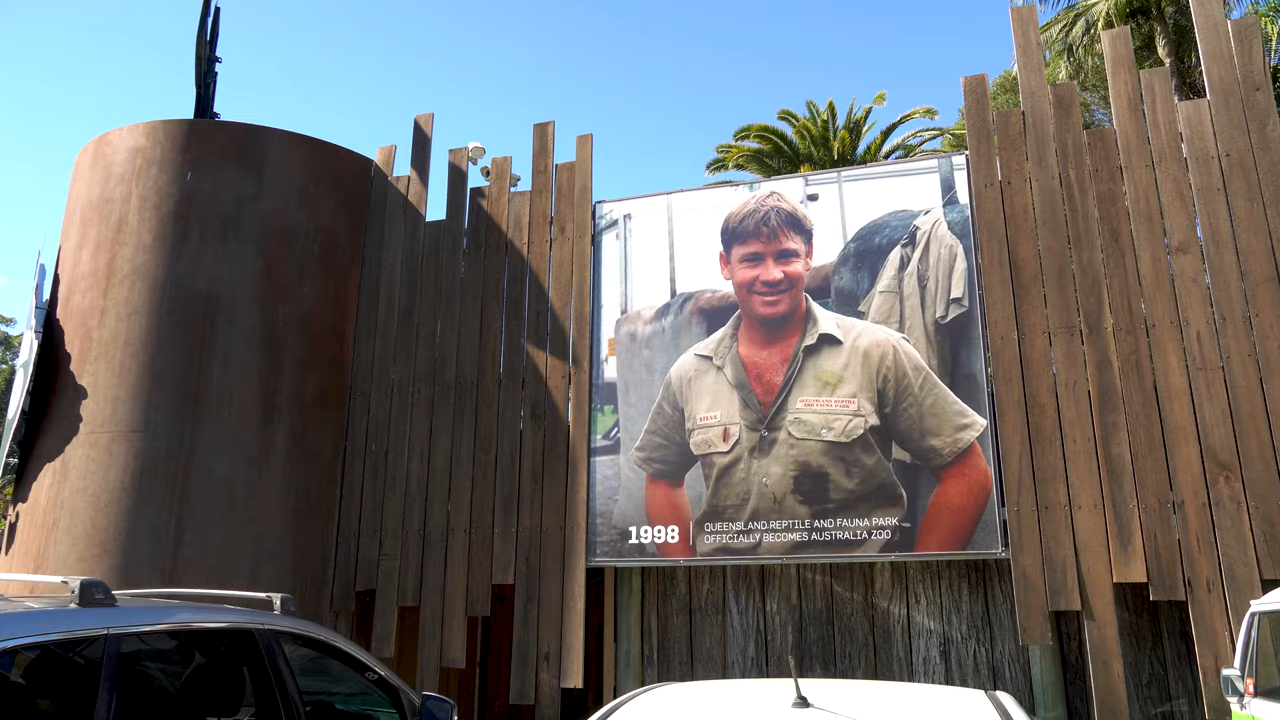 STEVE
QUEENSLAND REPTILE
AND FAUNA PARK
1998
QUEENSLAND REPTILE AND FAUNA PARK
OFFICIALLY BECOMES AUSTRALIA ZOO